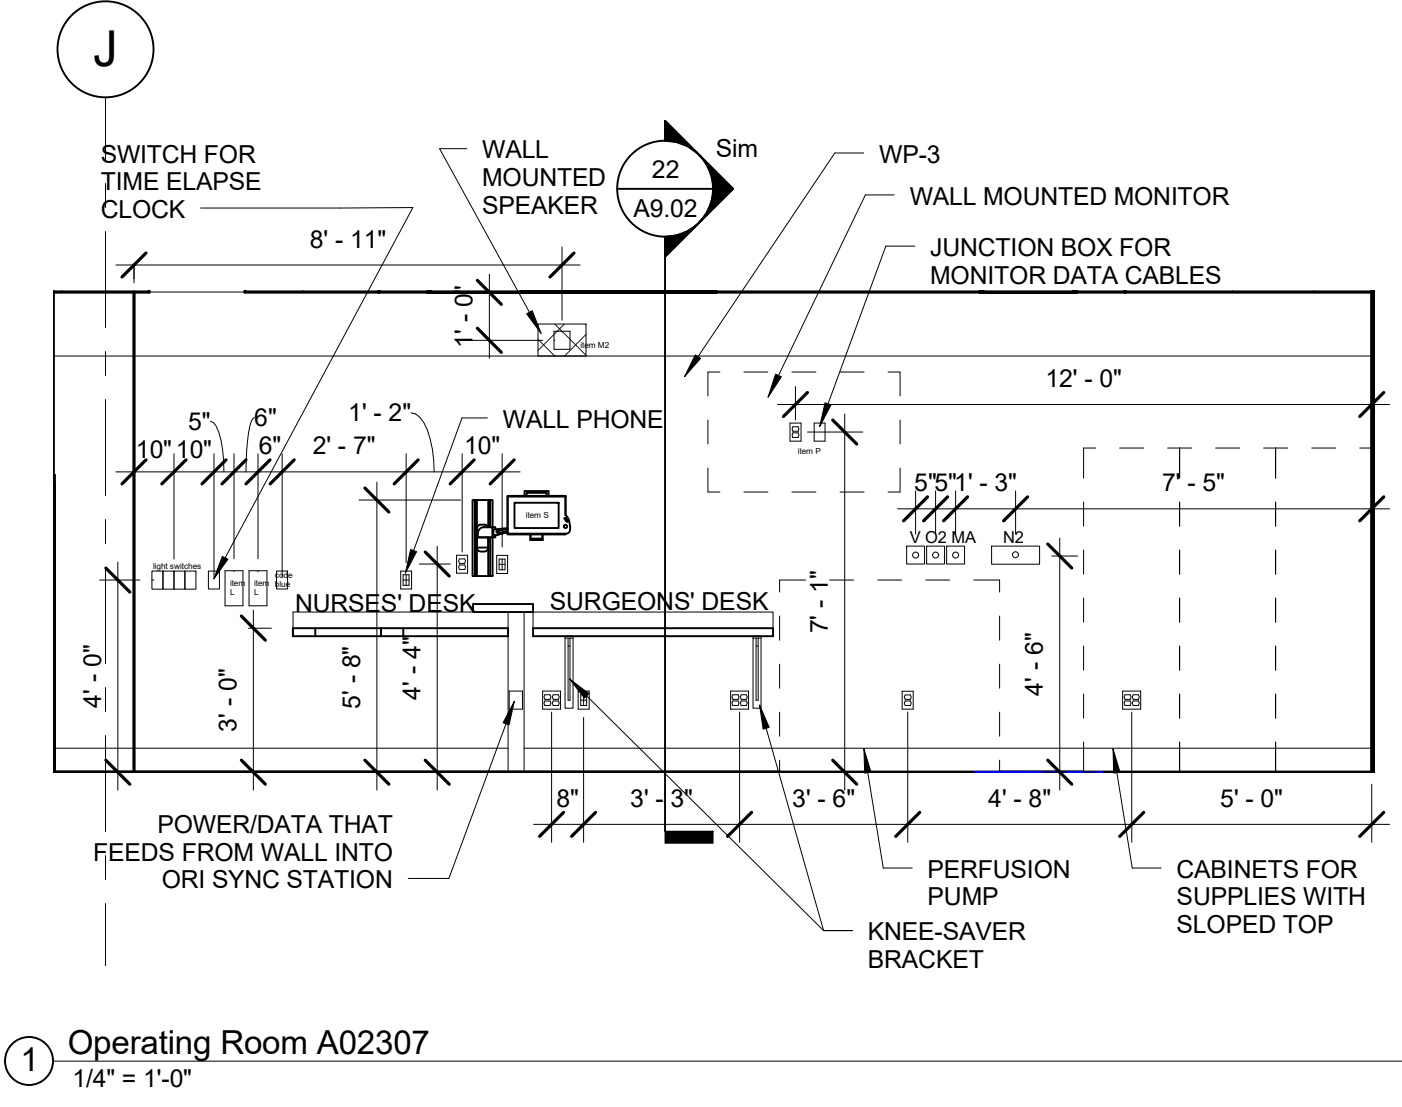 J
SWITCH FOR
TIME ELAPSE
CLOCK
WALL
MOUNTED
SPEAKER
22
A9.02
Sim
WP-3
WALL MOUNTED MONITOR
JUNCTION BOX FOR
MONITOR DATA CABLES
8' - 11"
1' - 0"
item M2
12' - 0"
5"
6"
1' - 2"
WALL PHONE
10"
10"
6"
2' - 7"
10"
item P
5"
5"
1' - 3"
7' - 5"
item S
V
O2
MA
N2
light switches
item
L
item
L
code
blue
NURSES' DESK
SURGEONS' DESK
4' - 0"
3' - 0"
5' - 8"
4' - 4"
7' - 1"
4' - 6"
8"
3' - 3"
3' - 6"
4' - 8"
5' - 0"
POWER/DATA THAT
FEEDS FROM WALL INTO
ORI SYNC STATION
PERFUSION
PUMP
CABINETS FOR
SUPPLIES WITH
SLOPED TOP
KNEE-SAVER
BRACKET
1
Operating Room A02307
1/4" = 1'-0"